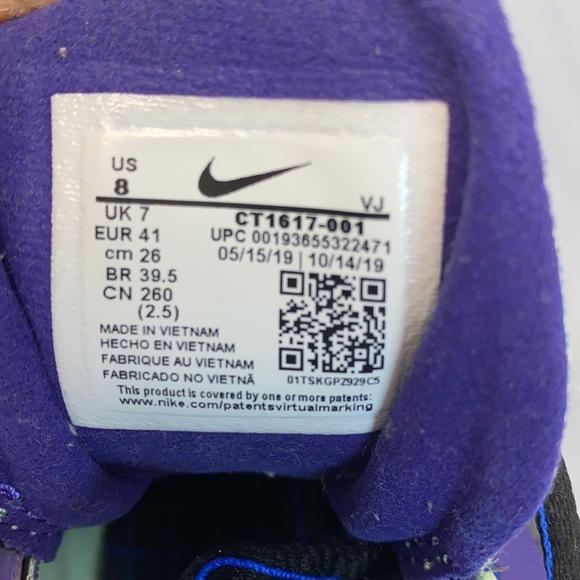 US
8
VJ
UK 7
CT1617-001
EUR 41
UPC 00193655322471
cm 26
05/15/19 | 10/14/19
BR 39.5
CN 260
(2.5)
MADE IN VIETNAM
HECHO EN VIETNAM
FABRIQUE AU VIETNAM
FABRICADO NO VIETNÃ
01TSKGPZ929C5
This product is covered by one or more patents:
www.nike.com/patentsvirtualmarking